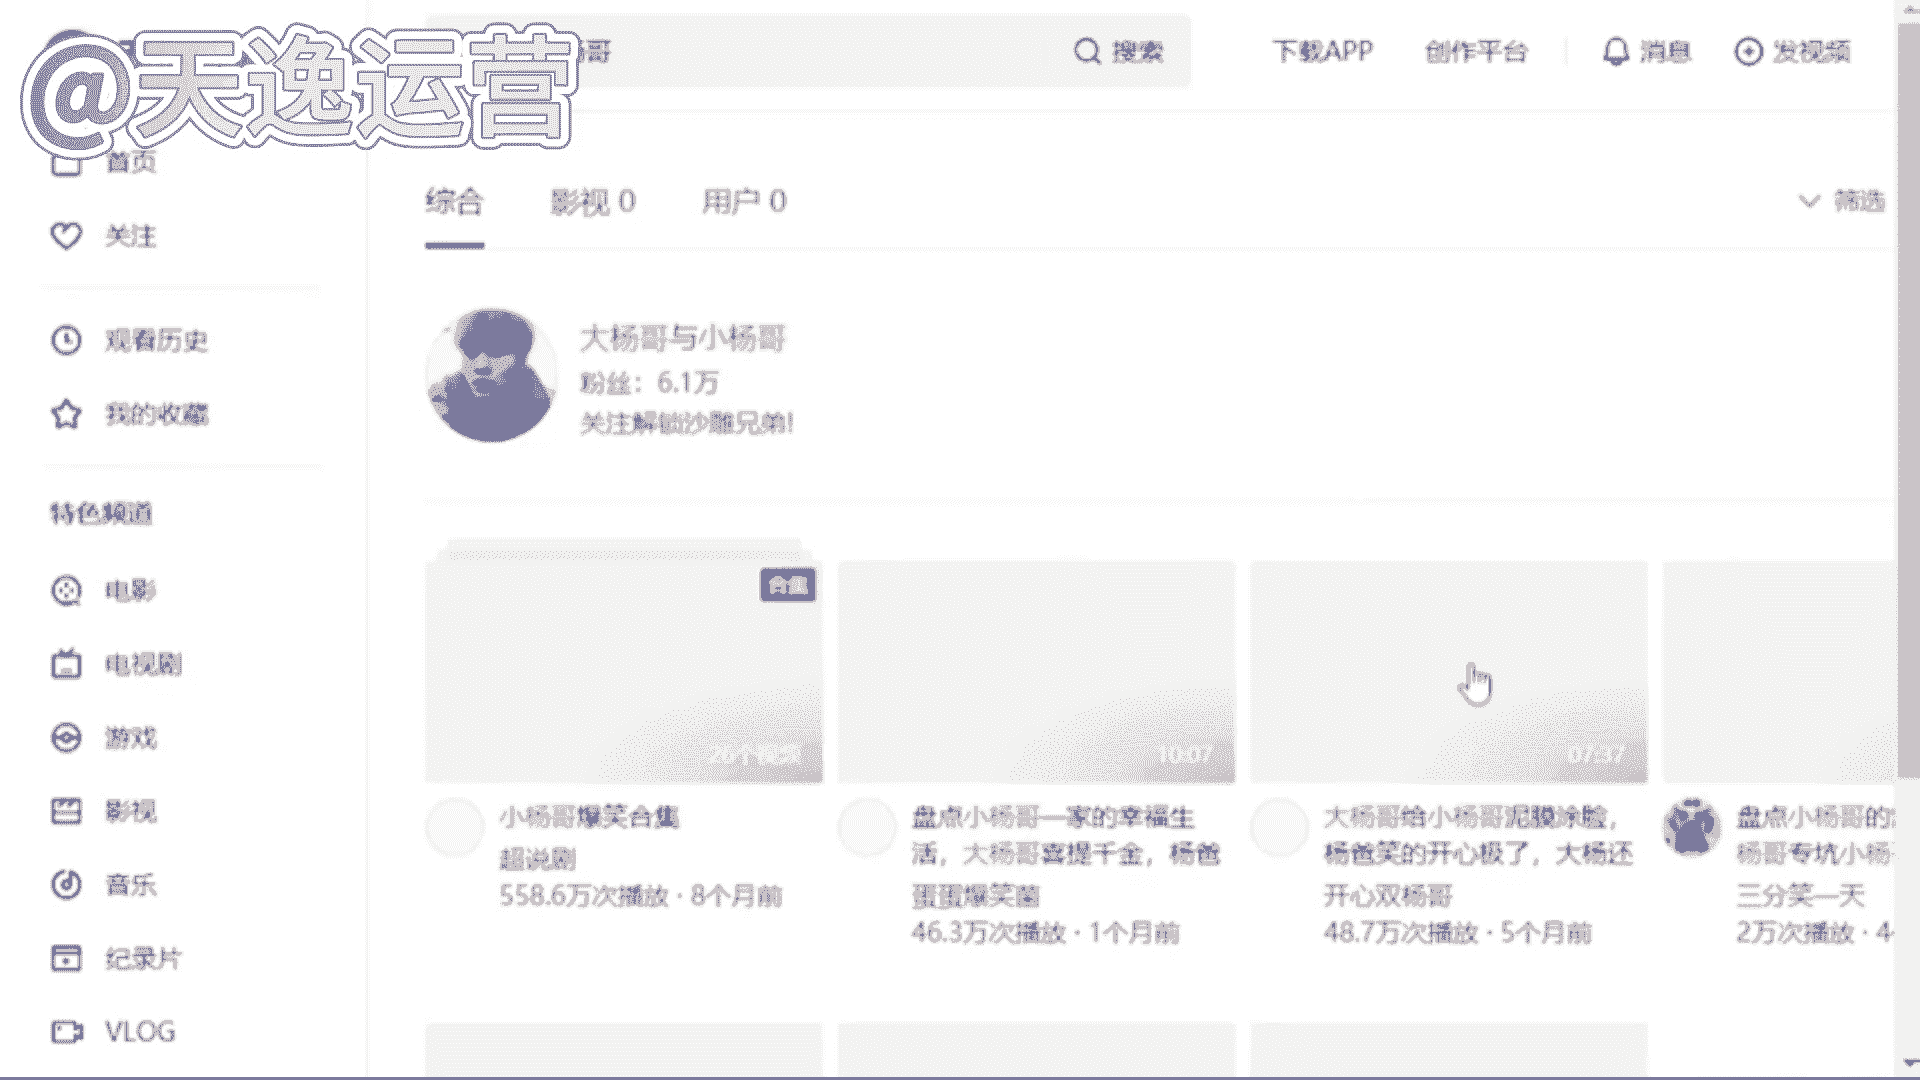 @天逸运营
哥
搜索
下载APP
创作平台
消息
发视频
首页
关注
观看历史
我的收藏
特色频道
电影
电视剧
游戏
影视
音乐
纪录片
VLOG
综合
影视 0
用户 0
筛选
大杨哥与小杨哥
粉丝：6.1万
关注解锁沙雕兄弟!
合集
26个视频
10:07
07:37
小杨哥爆笑合集
超说剧
558.6万次播放 · 8个月前
盘点小杨哥一家的幸福生
活，大杨哥喜提千金，杨爸
蛋蛋爆笑菌
46.3万次播放 · 1个月前
大杨哥给小杨哥泥膜涂脸，
杨爸笑的开心极了，大杨还
开心双杨哥
48.7万次播放 · 5个月前
盘点小杨哥的
杨哥专坑小杨
三分笑一天
2万次播放 · 4